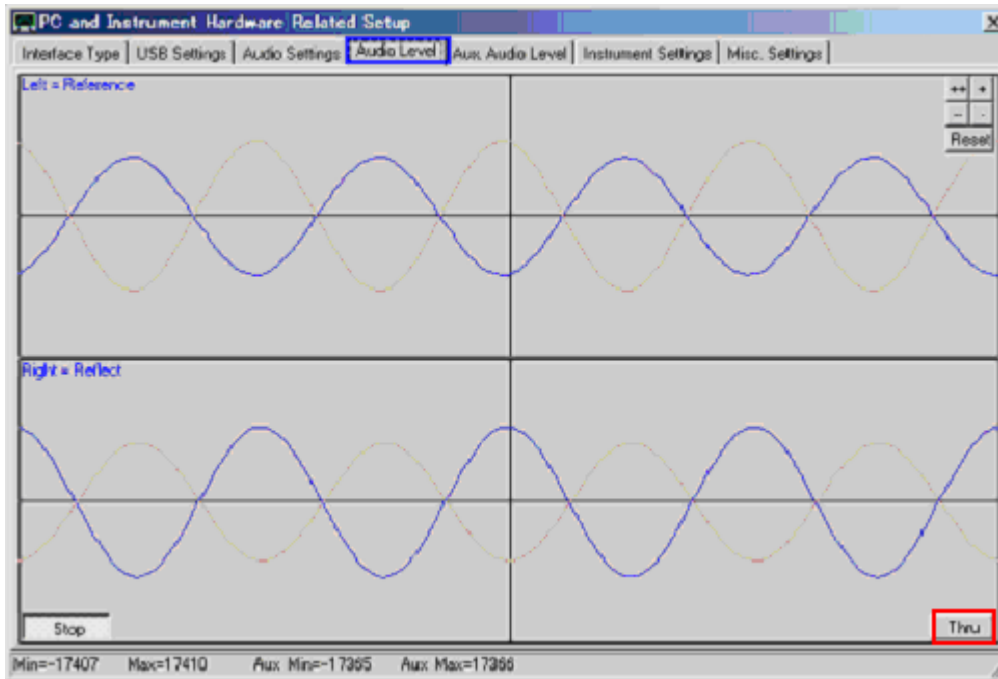 PC and Instrument Hardware Related Setup
Interface Type USB Settings Audio Settings Audio Level Aux. Audio Level Instrument Settings Misc. Settings
Left = Reference
++ +
-- -
Reset
Right = Reflect
Stop Thru
Min=-17407 Max=17410 Aux Min=-17365 Aux Max=17366